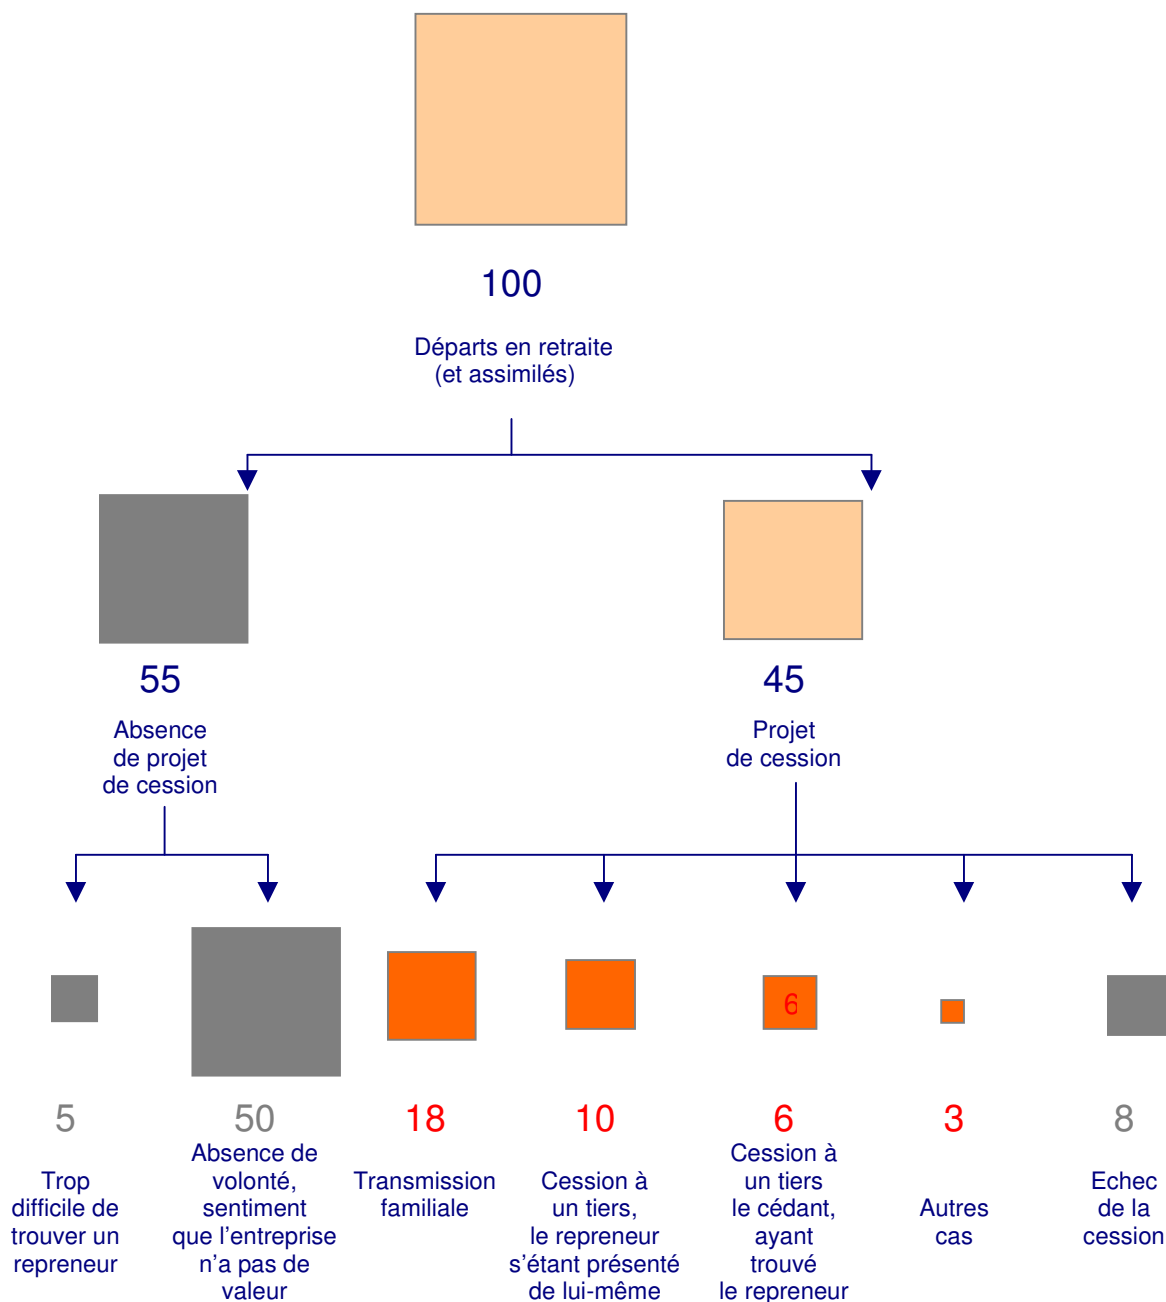 100
Départs en retraite
(et assimilés)
55
Absence
de projet
de cession
45
Projet
de cession
6
5
Trop
difficile de
trouver un
repreneur
50
Absence de
volonté,
sentiment
que l’entreprise
n’a pas de
valeur
18
Transmission
familiale
10
Cession à
un tiers,
le repreneur
s’étant présenté
de lui-même
6
Cession à
un tiers
le cédant,
ayant
trouvé
le repreneur
3
Autres
cas
8
Echec
de la
cession